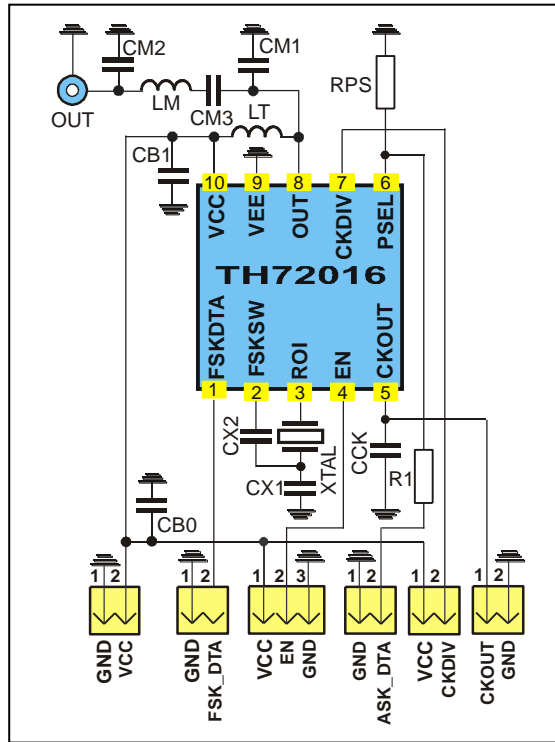 CM2
CM1
RPS
LM
CM3
LT
OUT
CB1
10 9 8 7 6
VCC VEE OUT CKDIV PSEL
TH72016
FSKDTA FSKSW ROI EN CKOUT
1 2 3 4 5
CX2
CX1
XTAL
CCK
R1
CB0
1 2 1 2 1 2 3 1 2 1 2 1 2
GND VCC GND FSK_DTA VCC EN GND GND ASK_DTA VCC CKDIV CKOUT GND